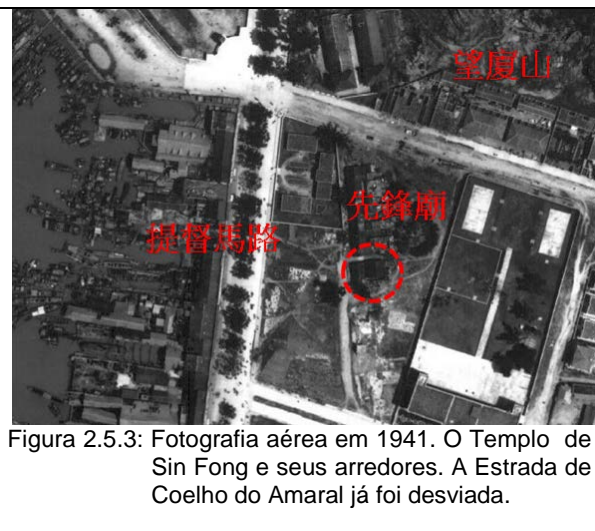 望廈山
先鋒廟
提督馬路
Figura 2.5.3: Fotografia aérea em 1941. O Templo de
Sin Fong e seus arredores. A Estrada de
Coelho do Amaral já foi desviada.